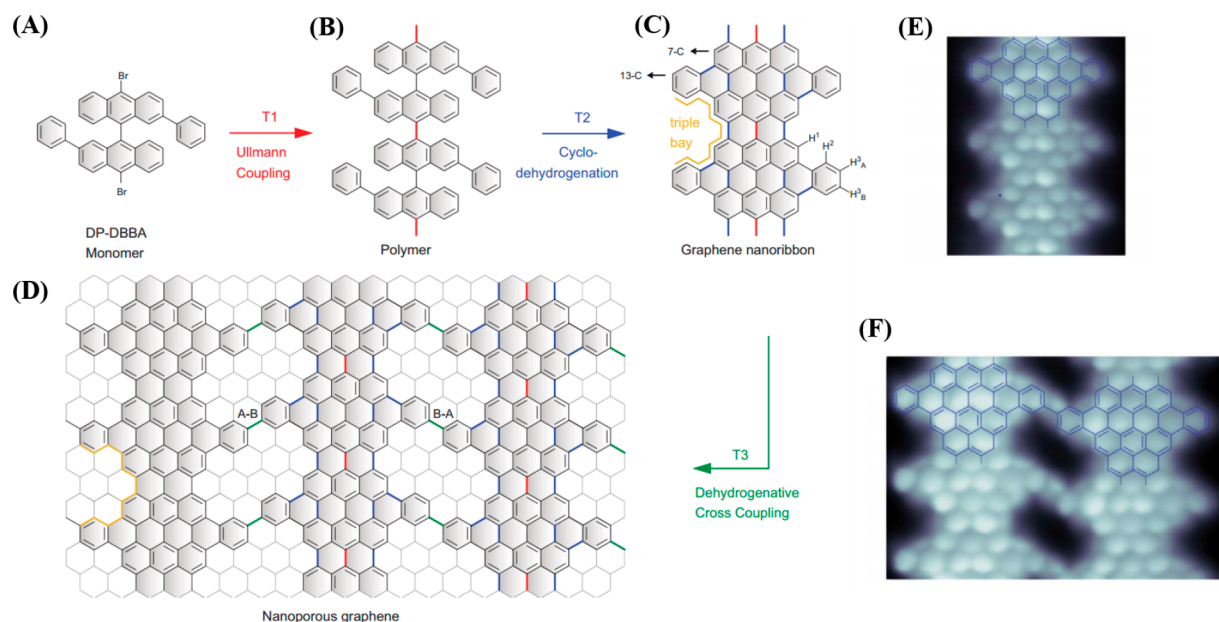 (A)
Br
Br
DP-DBBA
Monomer
T1
Ullmann
Coupling
(B)
Polymer
T2
Cyclo-
dehydrogenation
(C)
7-C
13-C
triple
bay
H1
H2
H3A
H3B
Graphene nanoribbon
(E)
(D)
A-B
B-A
Nanoporous graphene
T3
Dehydrogenative
Cross Coupling
(F)